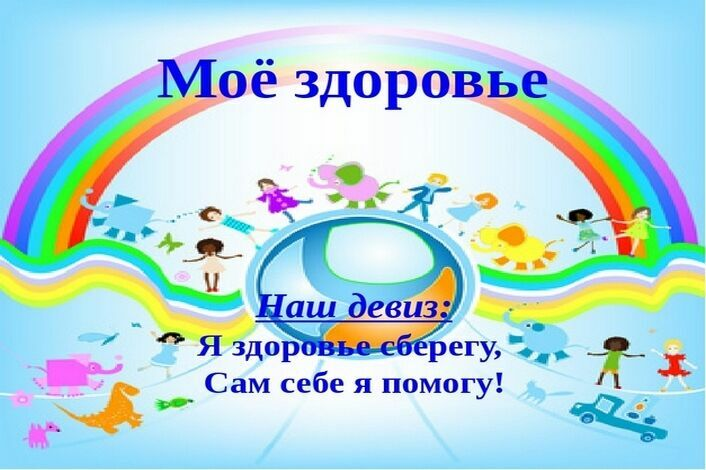 Моё здоровье
Наш девиз:
Я здоровье сберегу,
Сам себе я помогу!